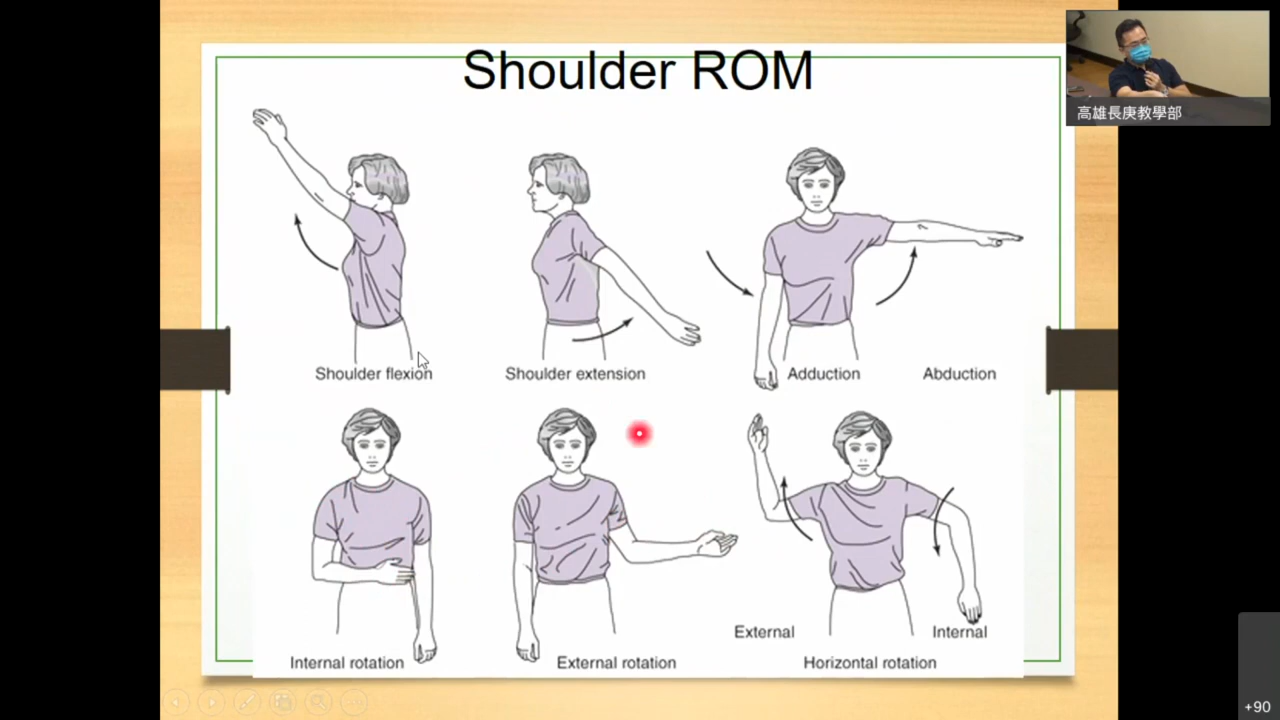 Shoulder ROM
高雄長庚教學部
Shoulder flexion
Shoulder extension
Adduction
Abduction
External
Internal
Internal rotation
External rotation
Horizontal rotation
+90